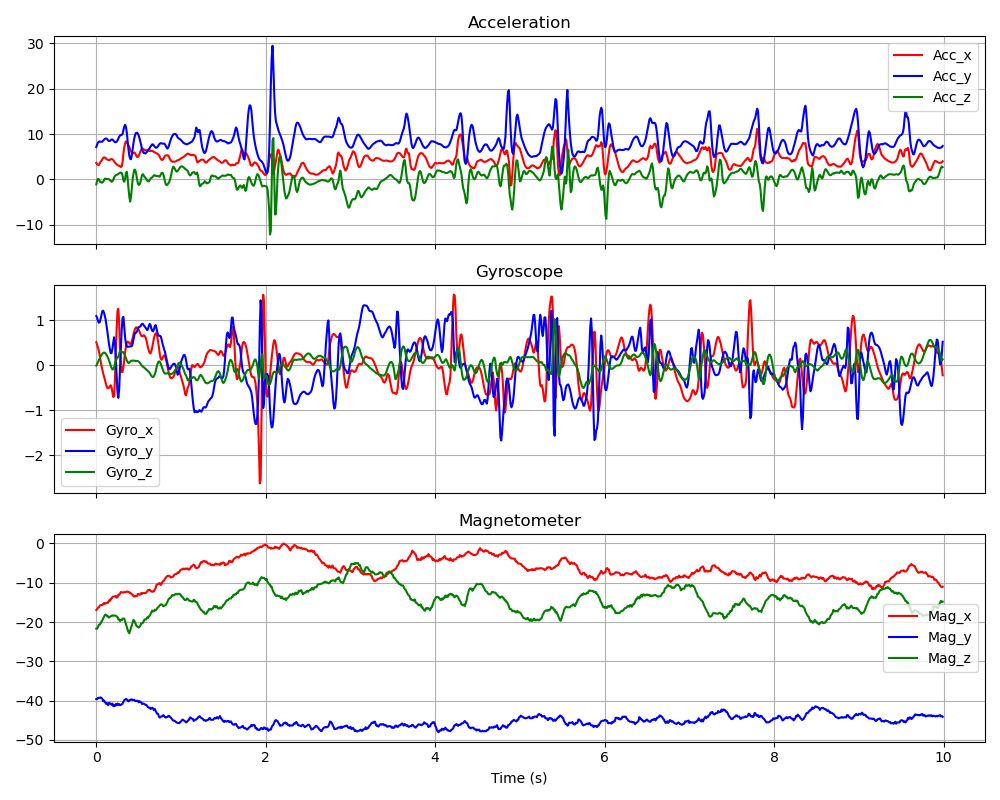 Acceleration
30
20
10
0
−10
Acc_x
Acc_y
Acc_z
Gyroscope
1
0
−1
−2
Gyro_x
Gyro_y
Gyro_z
Magnetometer
0
−10
−20
−30
−40
−50
Mag_x
Mag_y
Mag_z
0 2 4 6 8 10
Time (s)